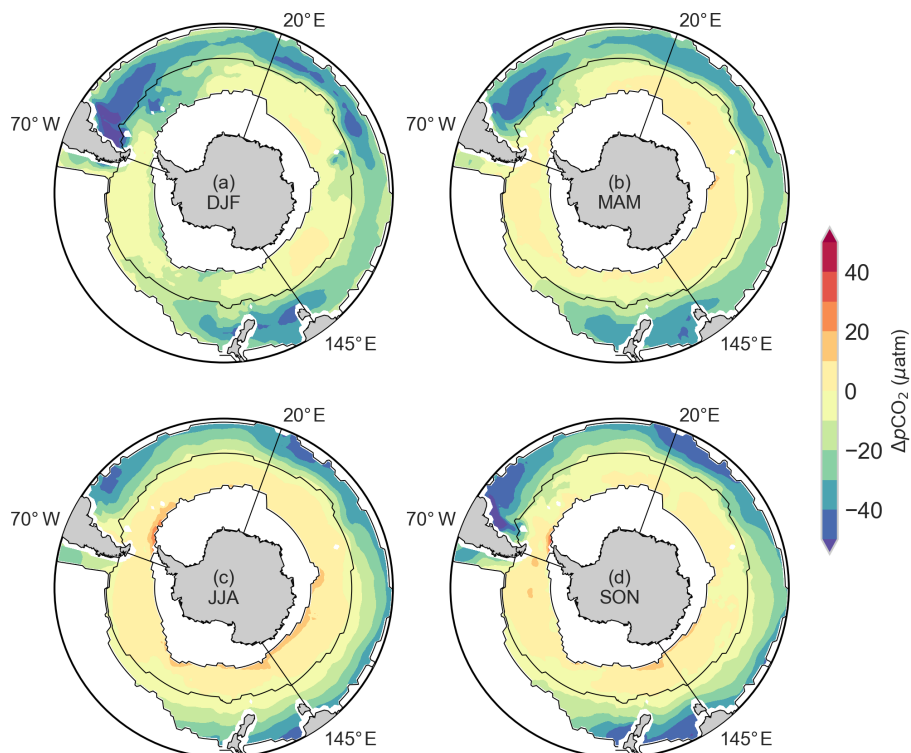 20° E
20° E
70° W
70° W
(a)
DJF
(b)
MAM
145° E
145° E
40
20
0
−20
−40
ΔpCO₂ (μatm)
20° E
20° E
70° W
70° W
(c)
JJA
(d)
SON
145° E
145° E